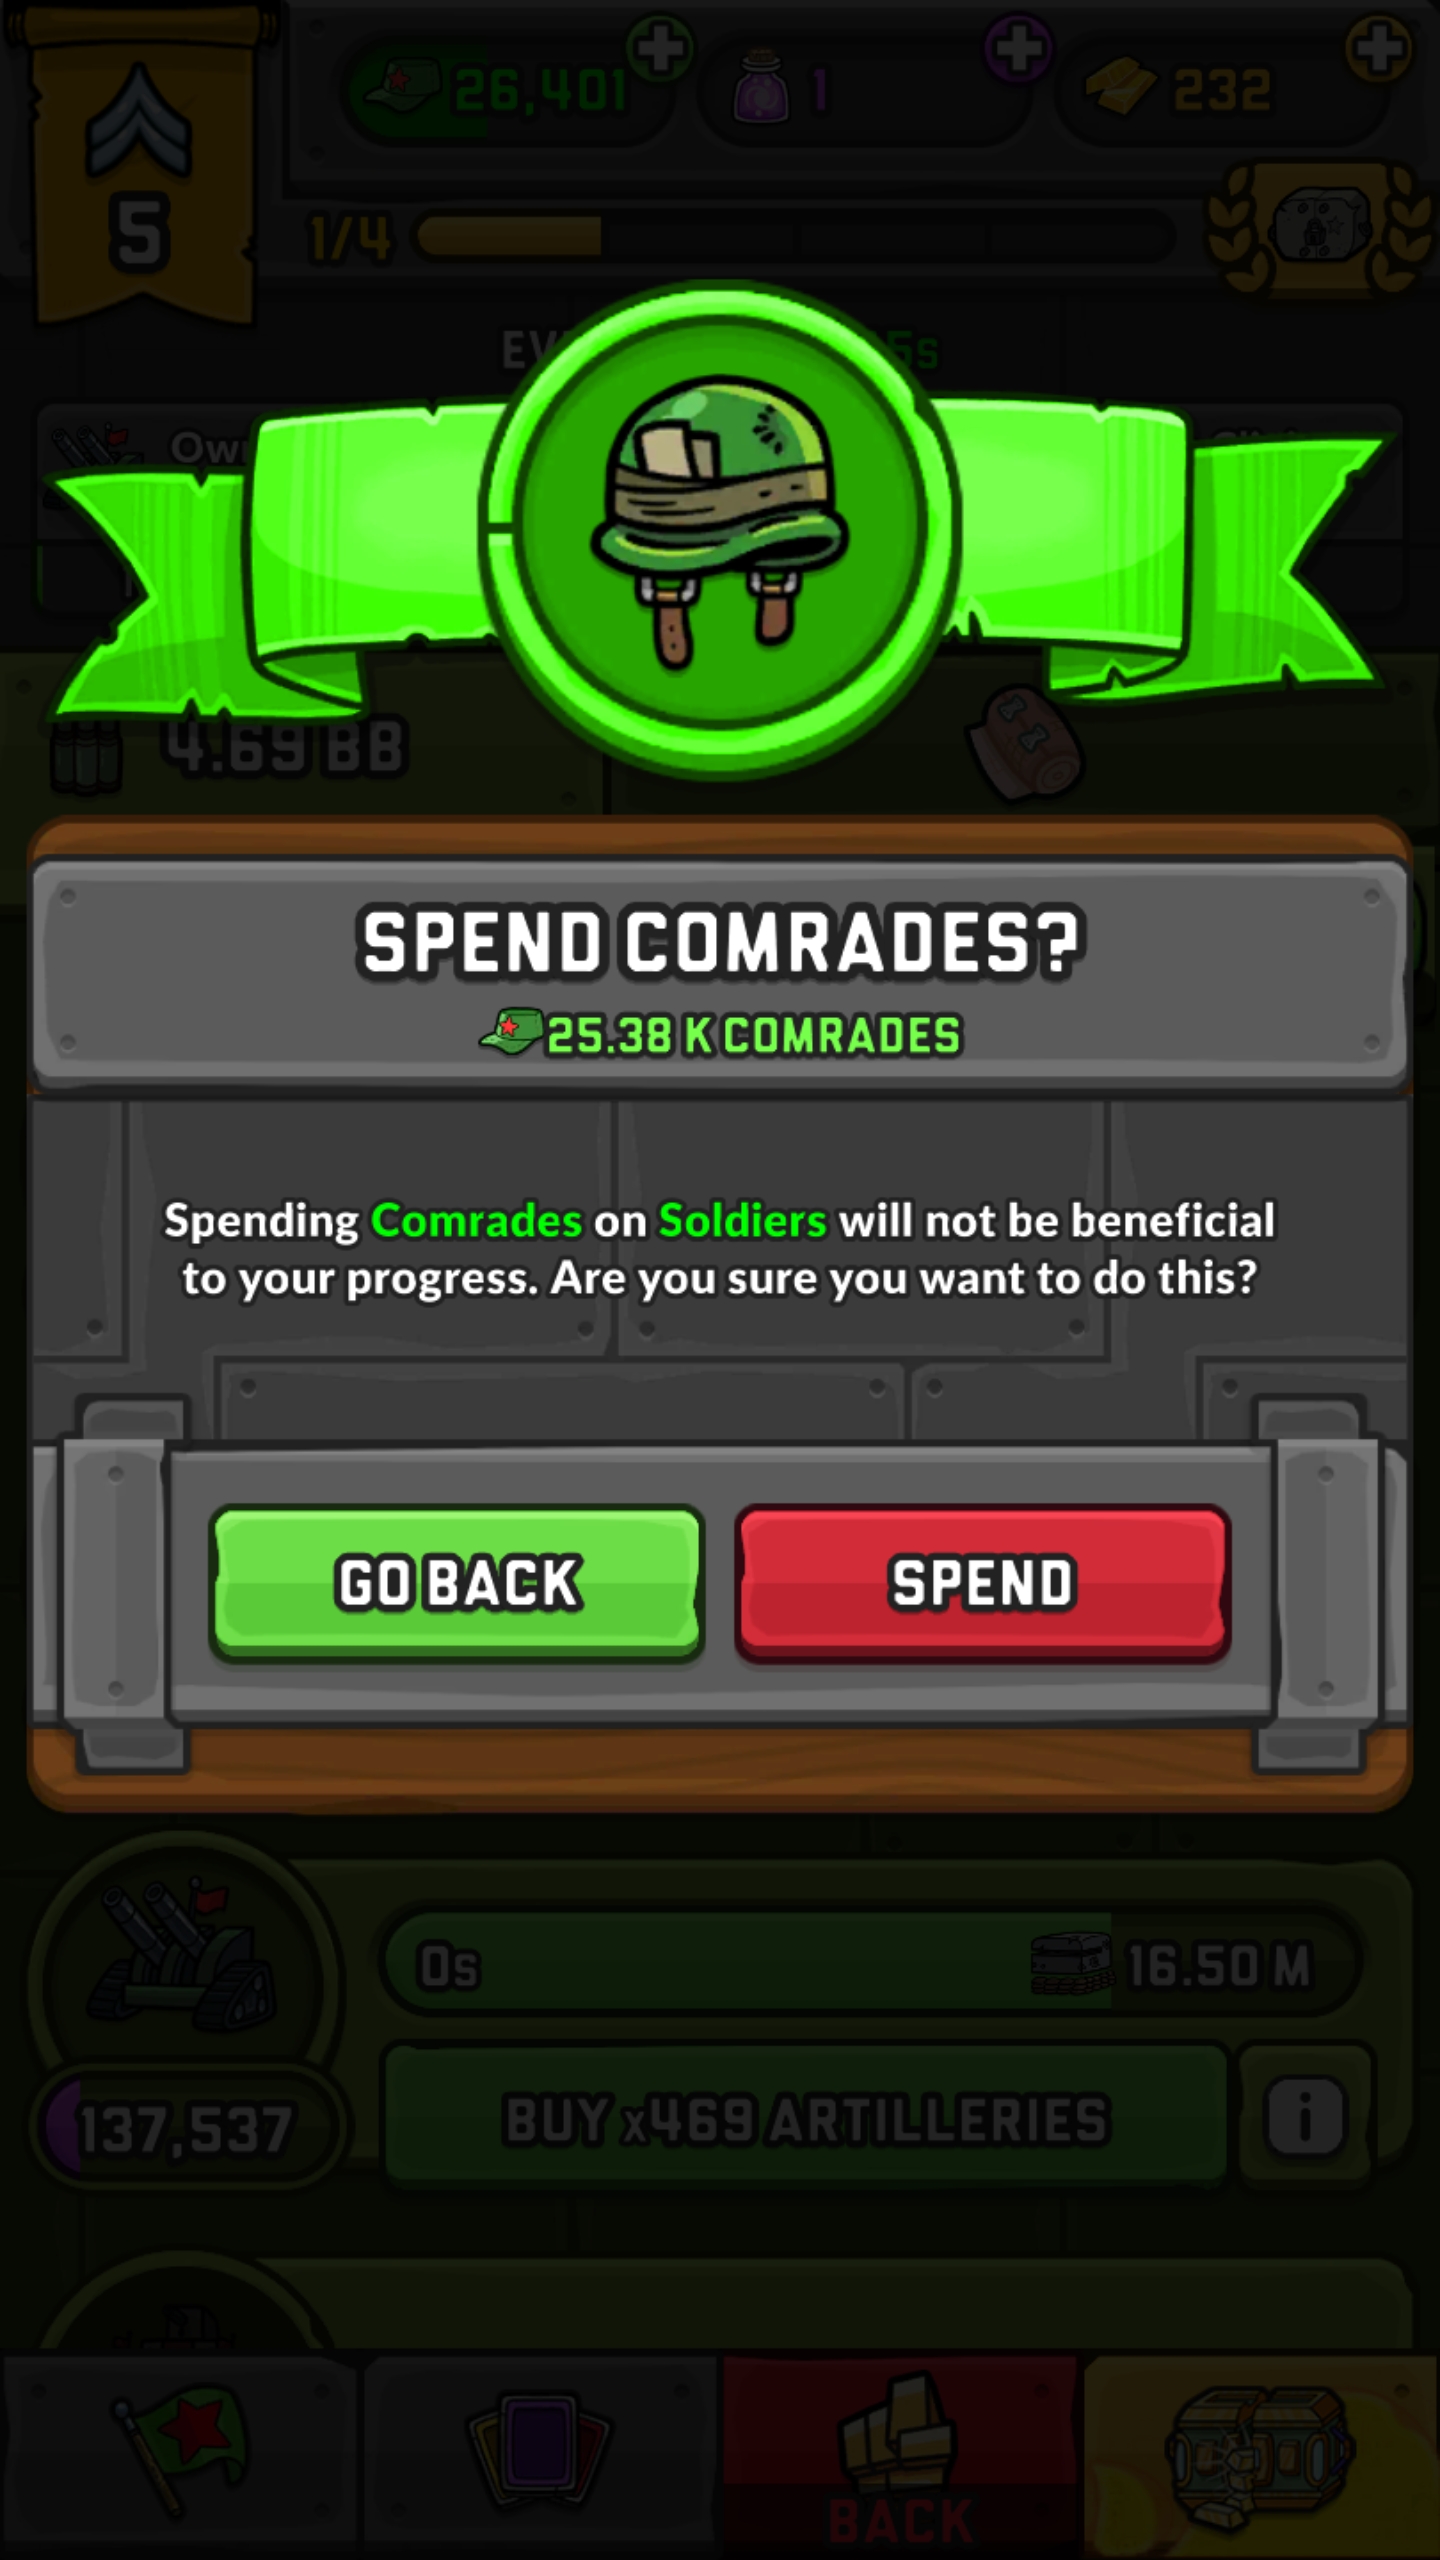 26,401
1
232
5
1/4
4.69 BB
SPEND COMRADES?
25.38 K COMRADES
Spending Comrades on Soldiers will not be beneficial
to your progress. Are you sure you want to do this?
GO BACK
SPEND
0s
16.50 M
137,537
BUY x469 ARTILLERIES
i
BACK